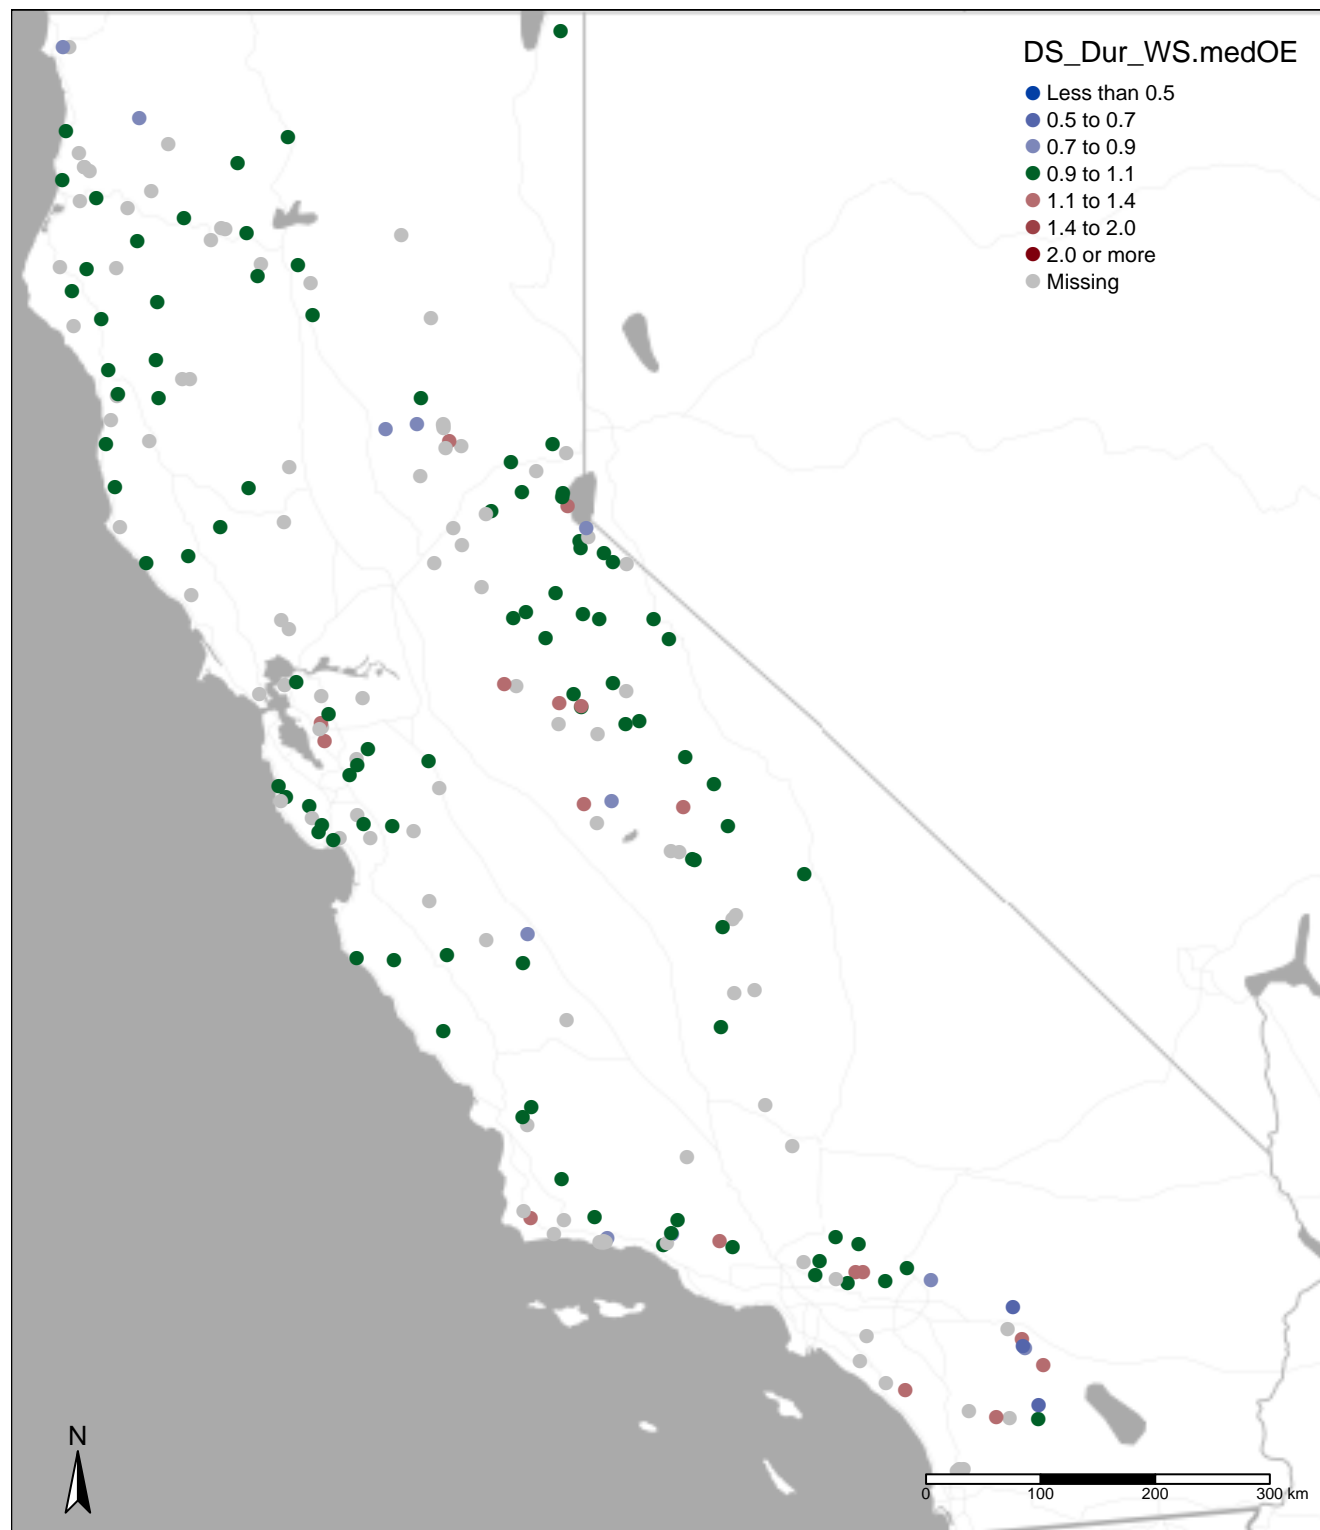 DS_Dur_WS.medOE
Less than 0.5
0.5 to 0.7
0.7 to 0.9
0.9 to 1.1
1.1 to 1.4
1.4 to 2.0
2.0 or more
Missing
N
0 100 200 300 km